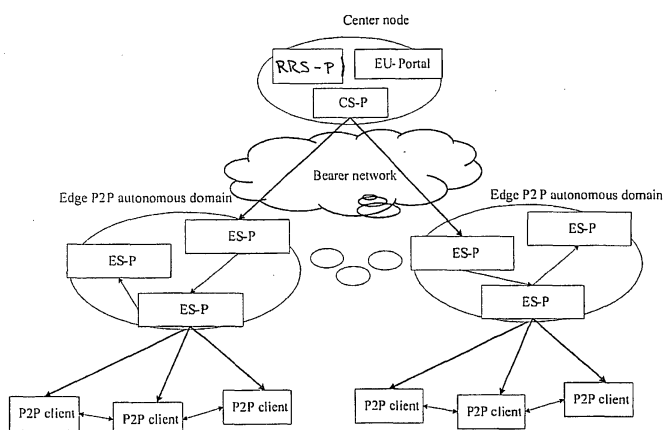 Center node
RRS-P
EU-Portal
CS-P
Bearer network
Edge P2P autonomous domain
Edge P2P autonomous domain
ES-P
ES-P
ES-P
ES-P
ES-P
ES-P
P2P client
P2P client
P2P client
P2P client
P2P client
P2P client